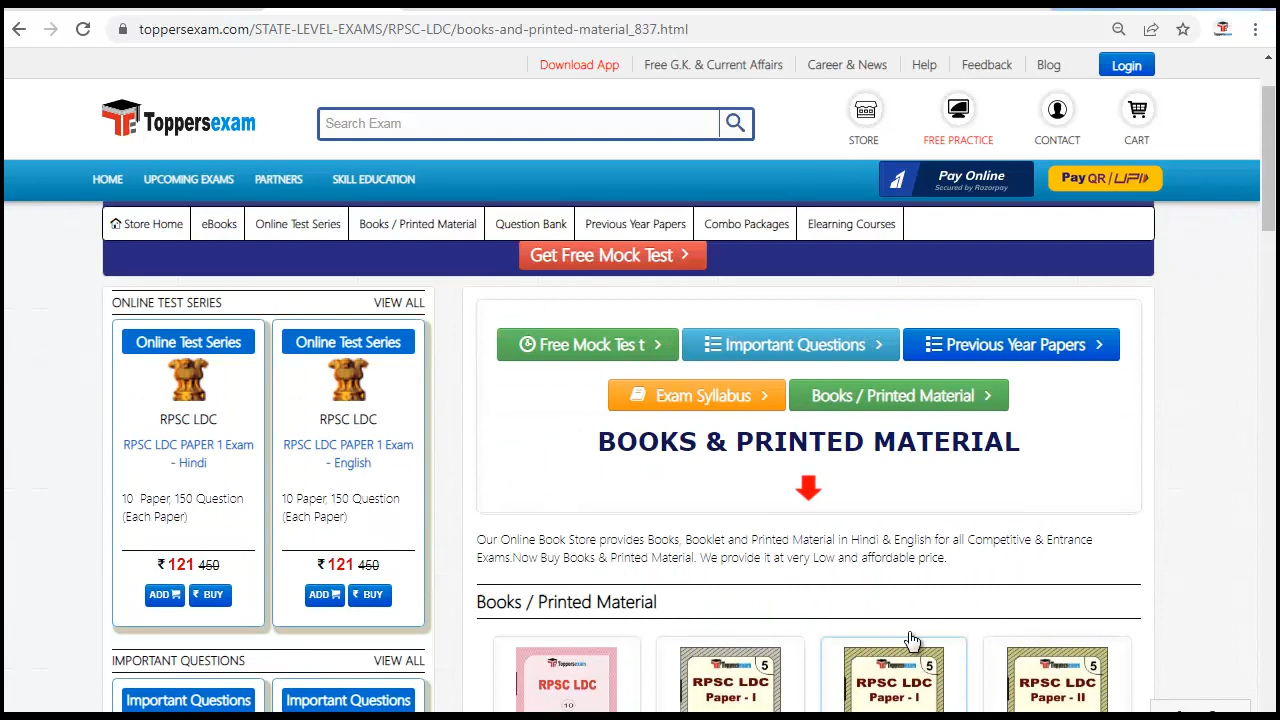 toppersexam.com/STATE-LEVEL-EXAMS/RPSC-LDC/books-and-printed-material_837.html
Download App Free G.K. & Current Affairs Career & News Help Feedback Blog Login
Toppersexam
Search Exam
STORE FREE PRACTICE CONTACT CART
HOME UPCOMING EXAMS PARTNERS SKILL EDUCATION
Pay Online
Secured by Razorpay
Pay QR / UPI
Store Home eBooks Online Test Series Books / Printed Material Question Bank Previous Year Papers Combo Packages Elearning Courses
Get Free Mock Test
ONLINE TEST SERIES VIEW ALL
Online Test Series
RPSC LDC
RPSC LDC PAPER 1 Exam
- Hindi
10 Paper, 150 Question
(Each Paper)
₹ 121 450
ADD ₹ BUY
Online Test Series
RPSC LDC
RPSC LDC PAPER 1 Exam
- English
10 Paper, 150 Question
(Each Paper)
₹ 121 450
ADD ₹ BUY
IMPORTANT QUESTIONS VIEW ALL
Important Questions
Important Questions
Free Mock Tes t Important Questions Previous Year Papers
Exam Syllabus Books / Printed Material
BOOKS & PRINTED MATERIAL
Our Online Book Store provides Books, Booklet and Printed Material in Hindi & English for all Competitive & Entrance
Exams.Now Buy Books & Printed Material. We provide it at very Low and affordable price.
Books / Printed Material
Toppersexam
RPSC LDC
10
Toppersexam 5
RPSC LDC
Paper - I
Toppersexam 5
RPSC LDC
Paper - I
Toppersexam 5
RPSC LDC
Paper - II